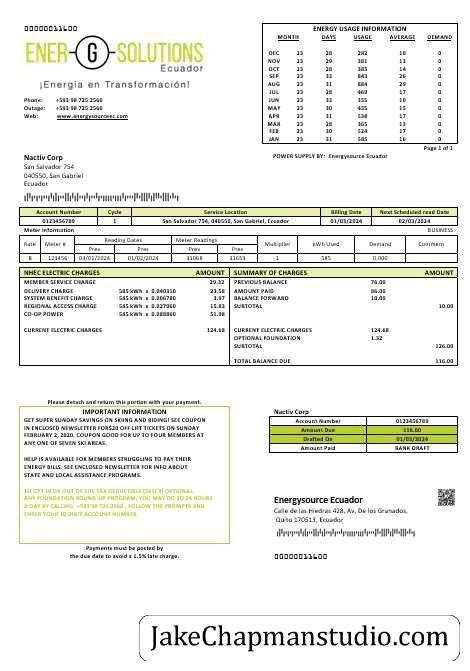 00000011600
ENER-G-SOLUTIONS
Ecuador
¡Energía en Transformación!
Phone: +593 98 725 2560
Outage: +593 98 725 2560
Web: www.energysourcevec.com
ENERGY USAGE INFORMATION
MONTH DAYS USAGE AVERAGE DEMAND
DEC 23 28 282 10 0
NOV 23 29 381 13 0
OCT 23 28 385 14 0
SEP 23 33 843 26 0
AUG 23 31 884 29 0
JUL 23 28 469 17 0
JUN 23 33 335 10 0
MAY 23 30 435 15 0
APR 23 31 538 17 0
MAR 23 28 365 13 0
FEB 23 30 524 17 0
JAN 23 31 585 16 0
Page 1 of 1
POWER SUPPLY BY: Energysource Ecuador
Nactiv Corp
San Salvador 754
040550, San Gabriel
Ecuador
Account Number Cycle Service Location Billing Date Next Scheduled read Date
0123456789 1 San Salvador 754, 040550, San Gabriel, Ecuador 01/03/2024 02/03/2024
Meter Information BUSINESS
Rate Meter # Reading Dates Meter Readings Multiplier kWh Used Demand Comment
Prev Pres Prev Pres
B 123456 03/01/2024 01/02/2024 31068 31653 1 585 0.000
NHEC ELECTRIC CHARGES AMOUNT
MEMBER SERVICE CHARGE 29.32
DELIVERY CHARGE 585 kWh x 0.040310 23.58
SYSTEM BENEFIT CHARGE 585 kWh x 0.006780 3.97
REGIONAL ACCESS CHARGE 585 kWh x 0.027060 15.83
CO-OP POWER 585 kWh x 0.088860 51.98
CURRENT ELECTRIC CHARGES 124.68
SUMMARY OF CHARGES AMOUNT
PREVIOUS BALANCE 76.00
AMOUNT PAID 86.00
BALANCE FORWARD 10.00
SUBTOTAL 10.00
CURRENT ELECTRIC CHARGES 124.68
OPTIONAL FOUNDATION 1.32
SUBTOTAL 126.00
TOTAL BALANCE DUE 116.00
Please detach and return this portion with your payment.
IMPORTANT INFORMATION
GET SUPER SUNDAY SAVINGS ON SKIING AND RIDING! SEE COUPON
IN ENCLOSED NEWSLETTER FOR$20 OFF LIFT TICKETS ON SUNDAY
FEBRUARY 2, 2020. COUPON GOOD FOR UP TO FOUR MEMBERS AT
ANY ONE OF SEVEN SKI AREAS.
HELP IS AVAILABLE FOR MEMBERS STRUGGLING TO PAY THEIR
ENERGY BILLS. SEE ENCLOSED NEWSLETTER FOR INFO ABOUT
STATE AND LOCAL ASSISTANCE PROGRAMS.
TO OPT IN OR OUT OF THE TAX DEDUCTIBLE (501C3) OPTIONAL
ANY FOUNDATION ROUND-UP PROGRAM, YOU MAY DO SO 24 HOURS
A DAY BY CALLING +593 98 725 2560 , FOLLOW THE PROMPTS AND
ENTER YOUR 10 DIGIT ACCOUNT NUMBER.
Payments must be posted by
the due date to avoid a 1.5% late charge.
Nactiv Corp
Account Number 0123456789
Amount Due 116.00
Drafted On 01/03/2024
Amount Paid BANK DRAFT
Energysource Ecuador
Calle de las Hiedras 428, Av, De los Granados,
Quito 170513, Ecuador
00000011600
JakeChapmanstudio.com